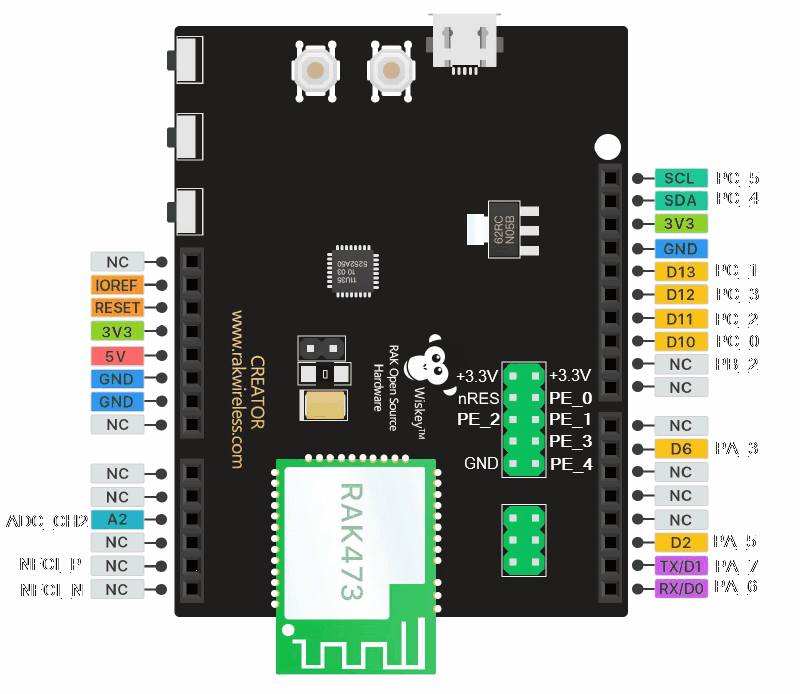 SCL PC_5
SDA PC_4
3V3
GND
D13 PC_1
D12 PC_3
D11 PC_2
D10 PC_0
NC PB_2
NC
NC
D6 PA_3
NC
NC
NC
D2 PA_5
TX/D1 PA_7
RX/D0 PA_6
NC
IOREF
RESET
3V3
5V
GND
GND
NC
NC
NC
ADC_CH2 A2
NC
NFCI_P NC
NFCI_N NC
62RC
N05B
11U35
10 03
5252A50
CREATOR
www.rakwireless.com
RAK Open Source
Hardware
Wiskey™
+3.3V +3.3V
nRES PE_0
PE_2 PE_1
PE_3
GND PE_4
RAK473